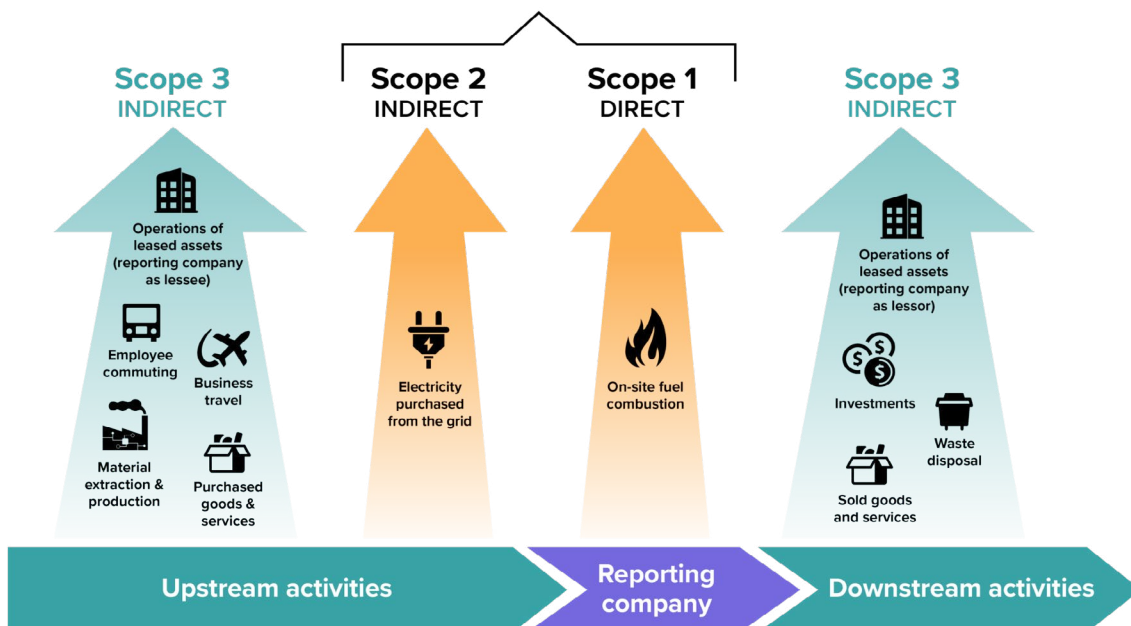 Scope 3
INDIRECT
Operations of
leased assets
(reporting company
as lessee)
Employee
commuting
Business
travel
Material
extraction &
production
Purchased
goods &
services
Scope 2
INDIRECT
Electricity
purchased
from the grid
Scope 1
DIRECT
On-site fuel
combustion
Scope 3
INDIRECT
Operations of
leased assets
(reporting company
as lessor)
Investments
Waste
disposal
Sold goods
and services
Upstream activities
Reporting
company
Downstream activities